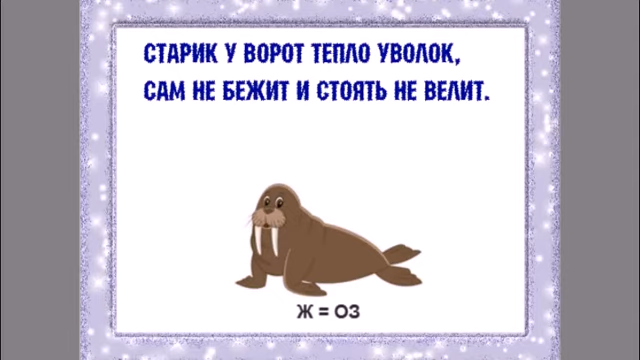 СТАРИК У ВОРОТ ТЕПЛО УВОЛОК,
САМ НЕ БЕЖИТ И СТОЯТЬ НЕ ВЕЛИТ.
Ж = ОЗ